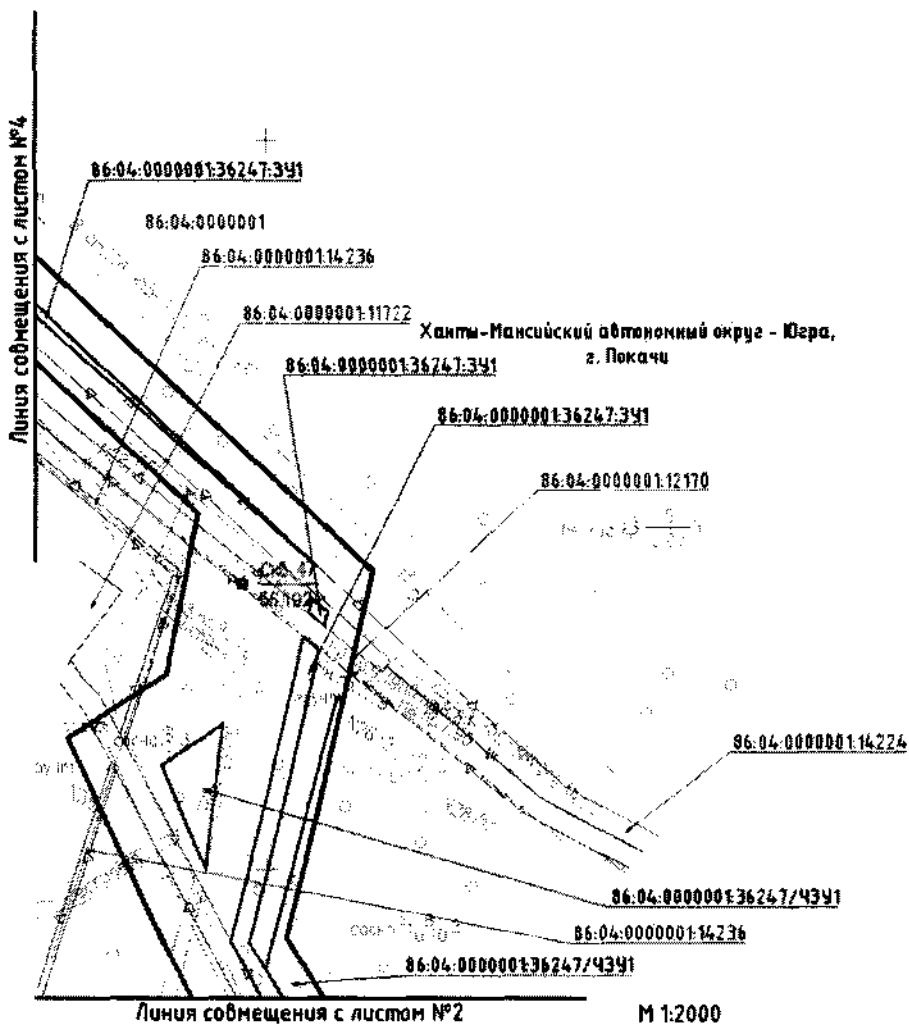 Линия совмещения с листом №4
86:04:0000001:36247:ЗУ1
86:04:0000001
86:04:0000001:14236
86:04:0000001:11722
Ханты-Мансийский автономный округ - Югра,
г. Покачи
86:04:0000001:36247:ЗУ1
86:04:0000001:36247:ЗУ1
86:04:0000001:12170
86:04:0000001:14224
86:04:0000001:36247/ЧЗУ1
86:04:0000001:14236
86:04:0000001:36247/ЧЗУ1
Линия совмещения с листом №2
М 1:2000